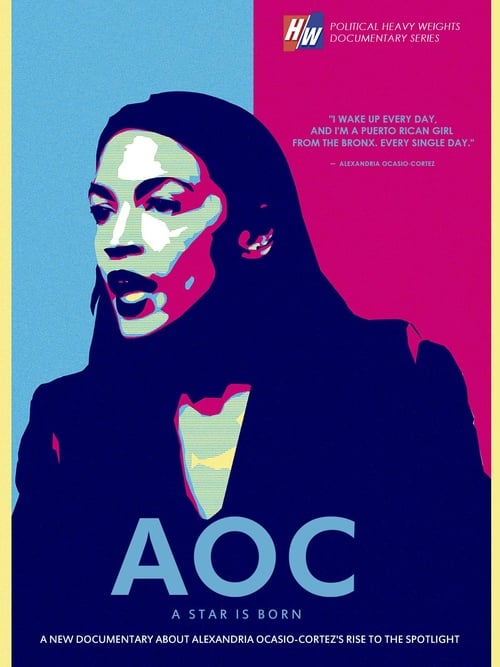 H/W
POLITICAL HEAVY WEIGHTS
DOCUMENTARY SERIES
"I WAKE UP EVERY DAY,
AND I'M A PUERTO RICAN GIRL
FROM THE BRONX. EVERY SINGLE DAY."
— ALEXANDRIA OCASIO-CORTEZ
AOC
A STAR IS BORN
A NEW DOCUMENTARY ABOUT ALEXANDRIA OCASIO-CORTEZ'S RISE TO THE SPOTLIGHT